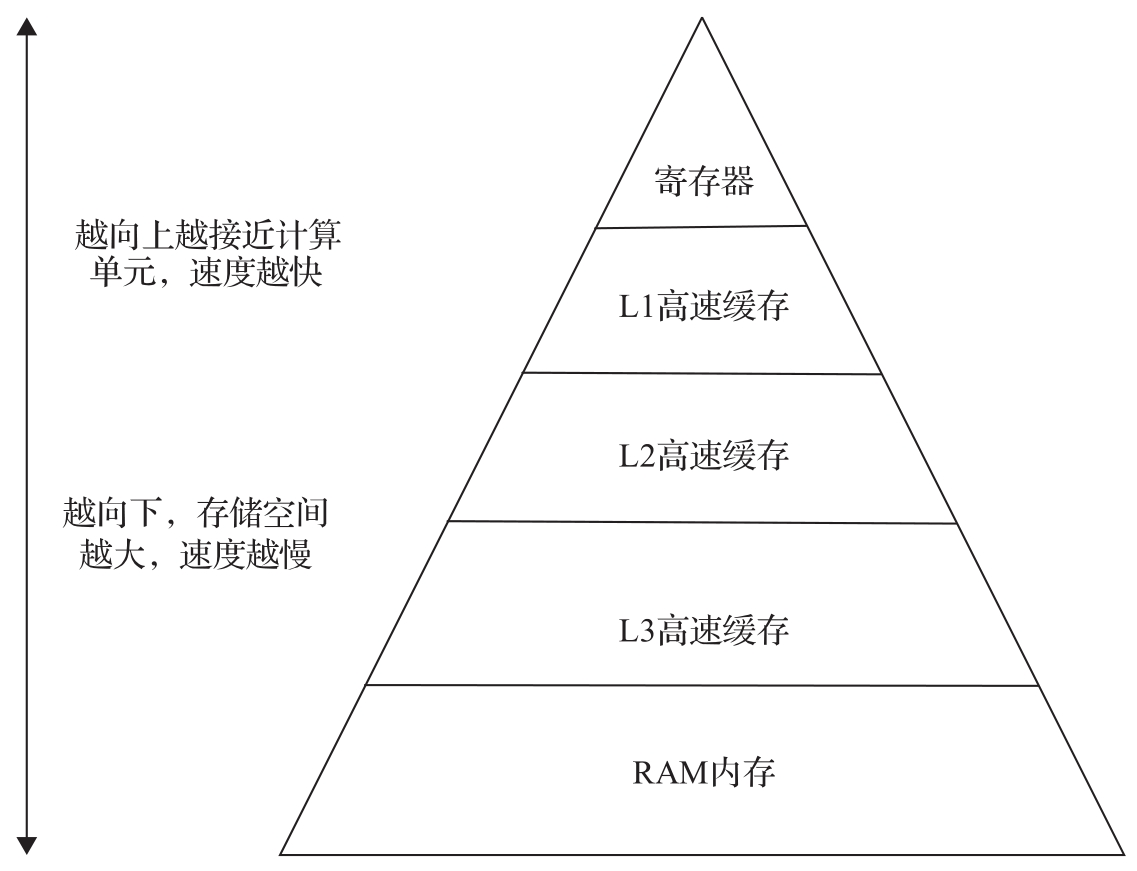 寄存器
越向上越接近计算
单元，速度越快
L1高速缓存
L2高速缓存
越向下，存储空间
越大，速度越慢
L3高速缓存
RAM内存